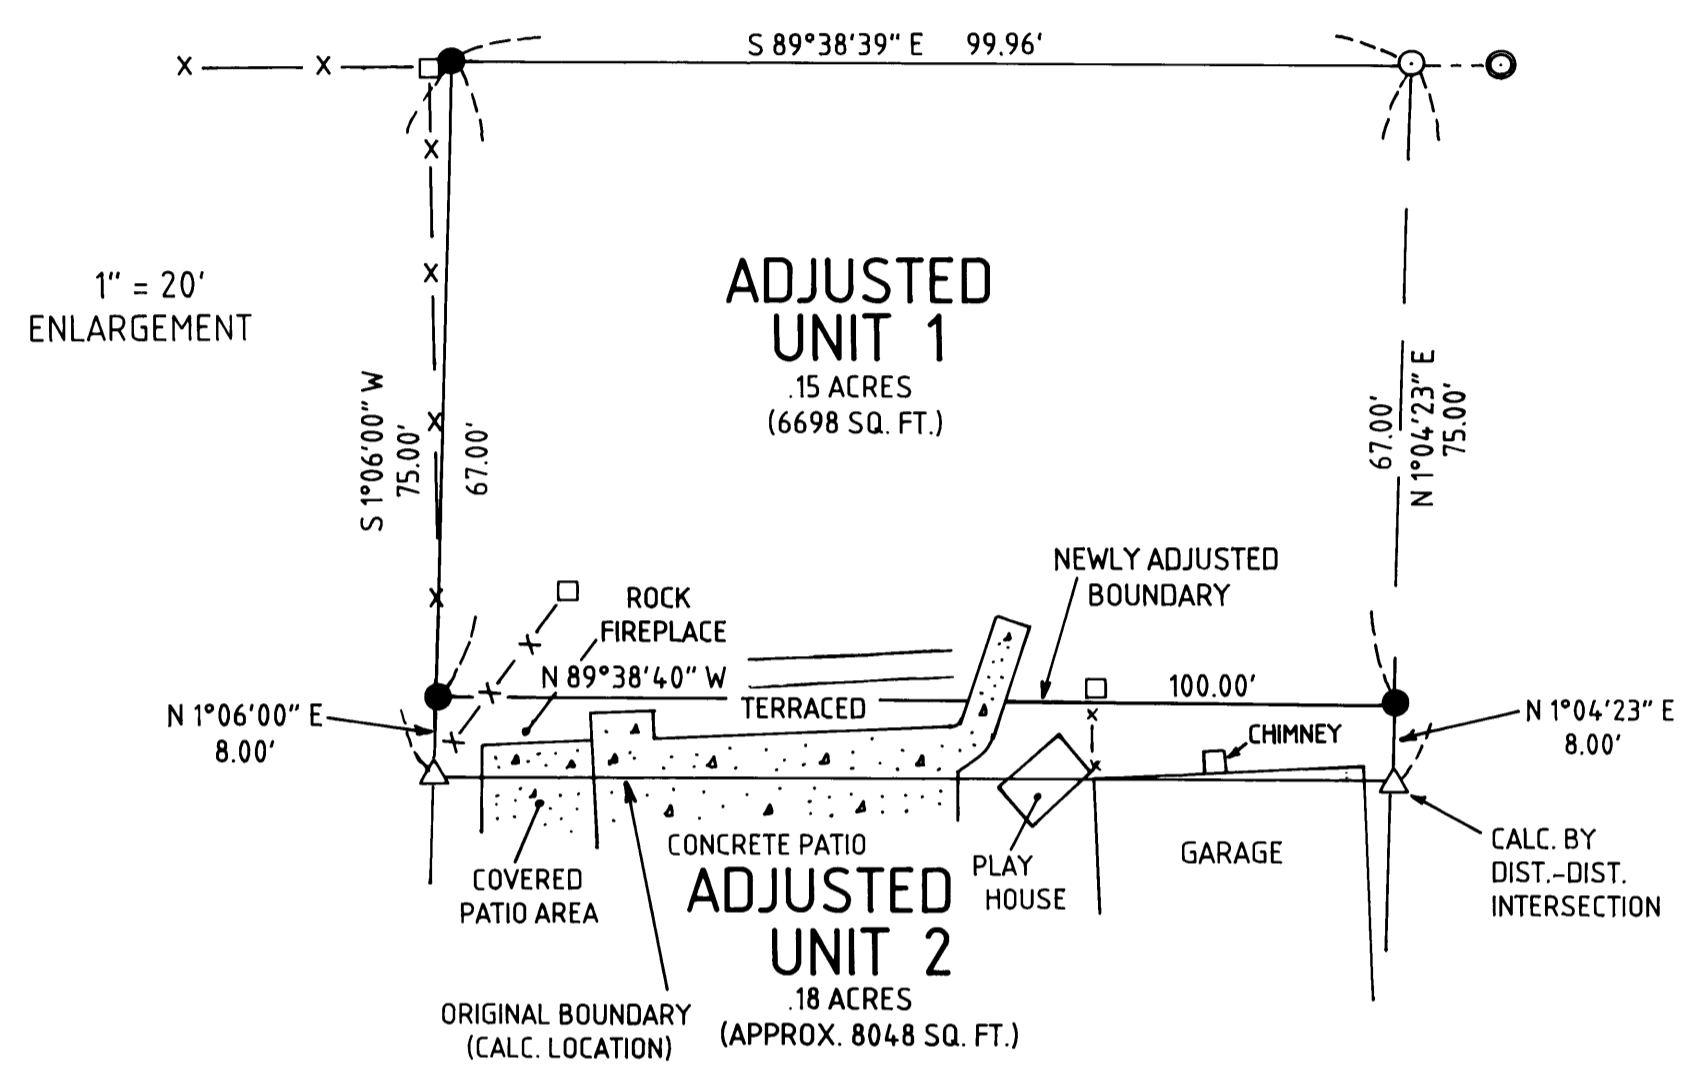 S 89°38'39" E 99.96'
X X
X
X
X
X
1" = 20'
ENLARGEMENT
ADJUSTED
UNIT 1
.15 ACRES
(6698 SQ. FT.)
S 1°06'00" W
75.00'
67.00'
67.00'
N 1°04'23" E
75.00'
NEWLY ADJUSTED
BOUNDARY
ROCK
FIREPLACE
X
X
X
N 89°38'40" W
100.00'
TERRACED
N 1°06'00" E
8.00'
X
X
CHIMNEY
N 1°04'23" E
8.00'
CONCRETE PATIO
GARAGE
COVERED
PATIO AREA
PLAY
HOUSE
CALC. BY
DIST.-DIST.
INTERSECTION
ADJUSTED
UNIT 2
.18 ACRES
(APPROX. 8048 SQ. FT.)
ORIGINAL BOUNDARY
(CALC. LOCATION)